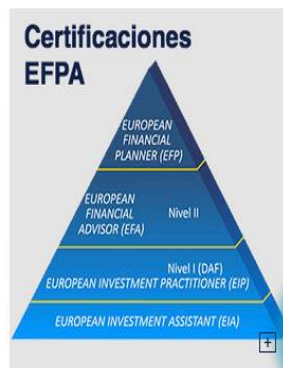 Certificaciones
EFPA
EUROPEAN
FINANCIAL
PLANNER (EFP)
EUROPEAN
FINANCIAL
ADVISOR (EFA)
Nivel II
Nivel I (DAF)
EUROPEAN INVESTMENT PRACTITIONER (EIP)
EUROPEAN INVESTMENT ASSISTANT (EIA)
+